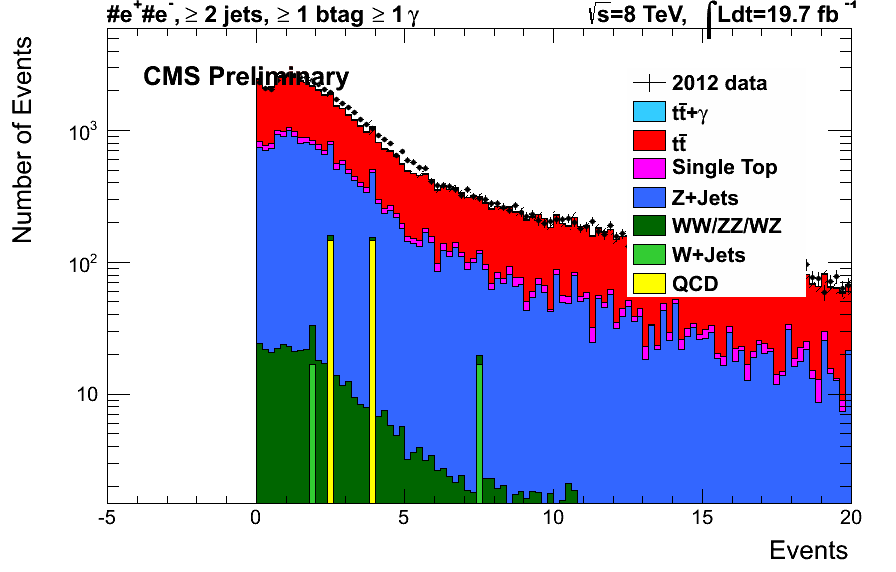 #e⁺#e⁻, ≥ 2 jets, ≥ 1 btag ≥ 1 γ
√s=8 TeV, ∫Ldt=19.7 fb⁻¹
CMS Preliminary
2012 data
tt̄+γ
tt̄
Single Top
Z+Jets
WW/ZZ/WZ
W+Jets
QCD
Number of Events
10³
10²
10
-5 0 5 10 15 20
Events